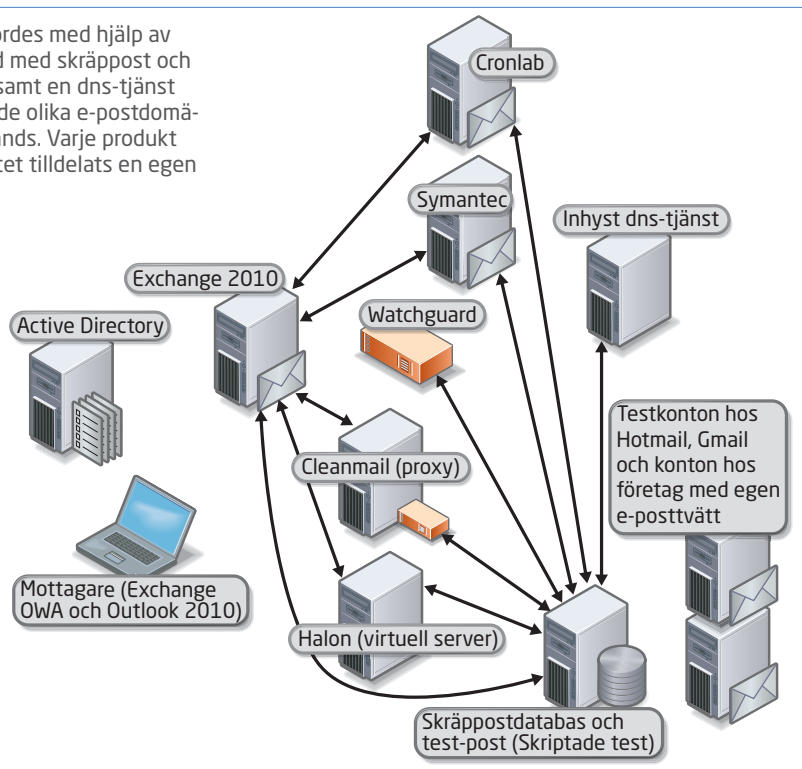 ordes med hjälp av
d med skräppost och
samt en dns-tjänst
de olika e-postdomä-
ands. Varje produkt
tet tilldelats en egen
Cronlab
Symantec
Inhyst dns-tjänst
Exchange 2010
Active Directory
Watchguard
Testkonton hos
Hotmail, Gmail
och konton hos
företag med egen
e-posttvätt
Cleanmail (proxy)
Mottagare (Exchange
OWA och Outlook 2010)
Halon (virtuell server)
Skräppostdatabas och
test-post (Skriptade test)